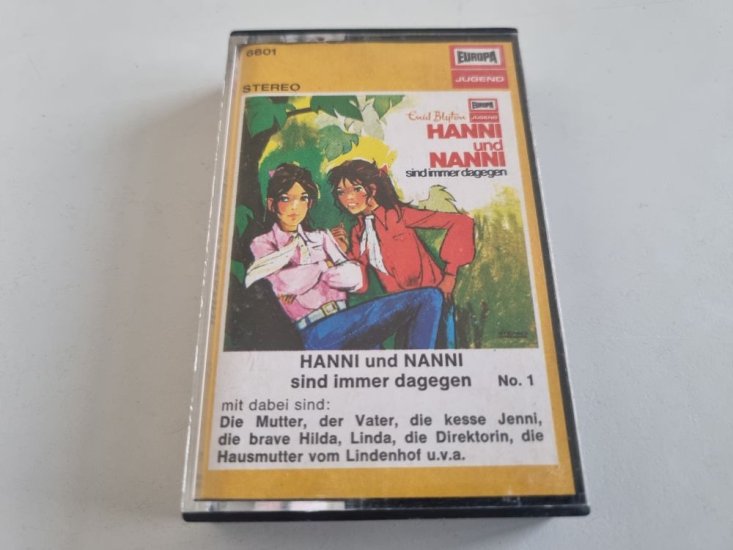 6601
EUROPA
JUGEND
STEREO
EUROPA
JUGEND
Enid Blyton
HANNI
und
NANNI
sind immer dagegen
HANNI und NANNI
sind immer dagegen No. 1
mit dabei sind:
Die Mutter, der Vater, die kesse Jenni,
die brave Hilda, Linda, die Direktorin, die
Hausmutter vom Lindenhof u.v.a.